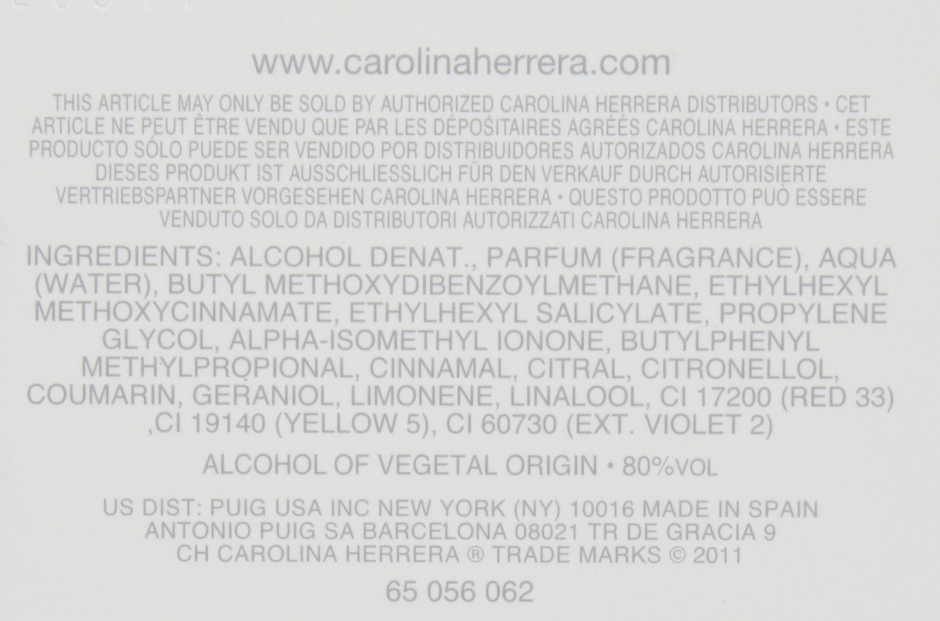 www.carolinaherrera.com
THIS ARTICLE MAY ONLY BE SOLD BY AUTHORIZED CAROLINA HERRERA DISTRIBUTORS • CET
ARTICLE NE PEUT ÊTRE VENDU QUE PAR LES DÉPOSITAIRES AGRÉÉS CAROLINA HERRERA • ESTE
PRODUCTO SÓLO PUEDE SER VENDIDO POR DISTRIBUIDORES AUTORIZADOS CAROLINA HERRERA
DIESES PRODUKT IST AUSSCHLIESSLICH FÜR DEN VERKAUF DURCH AUTORISIERTE
VERTRIEBSPARTNER VORGESEHEN CAROLINA HERRERA • QUESTO PRODOTTO PUÒ ESSERE
VENDUTO SOLO DA DISTRIBUTORI AUTORIZZATI CAROLINA HERRERA
INGREDIENTS: ALCOHOL DENAT., PARFUM (FRAGRANCE), AQUA
(WATER), BUTYL METHOXYDIBENZOYLMETHANE, ETHYLHEXYL
METHOXYCINNAMATE, ETHYLHEXYL SALICYLATE, PROPYLENE
GLYCOL, ALPHA-ISOMETHYL IONONE, BUTYLPHENYL
METHYLPROPIONAL, CINNAMAL, CITRAL, CITRONELLOL,
COUMARIN, GERANIOL, LIMONENE, LINALOOL, CI 17200 (RED 33)
,CI 19140 (YELLOW 5), CI 60730 (EXT. VIOLET 2)
ALCOHOL OF VEGETAL ORIGIN • 80%VOL
US DIST: PUIG USA INC NEW YORK (NY) 10016 MADE IN SPAIN
ANTONIO PUIG SA BARCELONA 08021 TR DE GRACIA 9
CH CAROLINA HERRERA ® TRADE MARKS © 2011
65 056 062